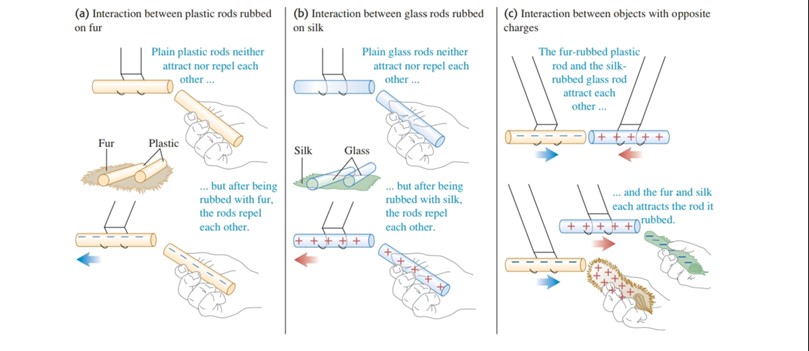 (a) Interaction between plastic rods rubbed
on fur
Plain plastic rods neither
attract nor repel each
other ...
Fur
Plastic
... but after being
rubbed with fur,
the rods repel
each other.
(b) Interaction between glass rods rubbed
on silk
Plain glass rods neither
attract nor repel each
other ...
Silk
Glass
... but after being
rubbed with silk,
the rods repel
each other.
(c) Interaction between objects with opposite
charges
The fur-rubbed plastic
rod and the silk-
rubbed glass rod
attract each
other ...
... and the fur and silk
each attracts the rod it
rubbed.